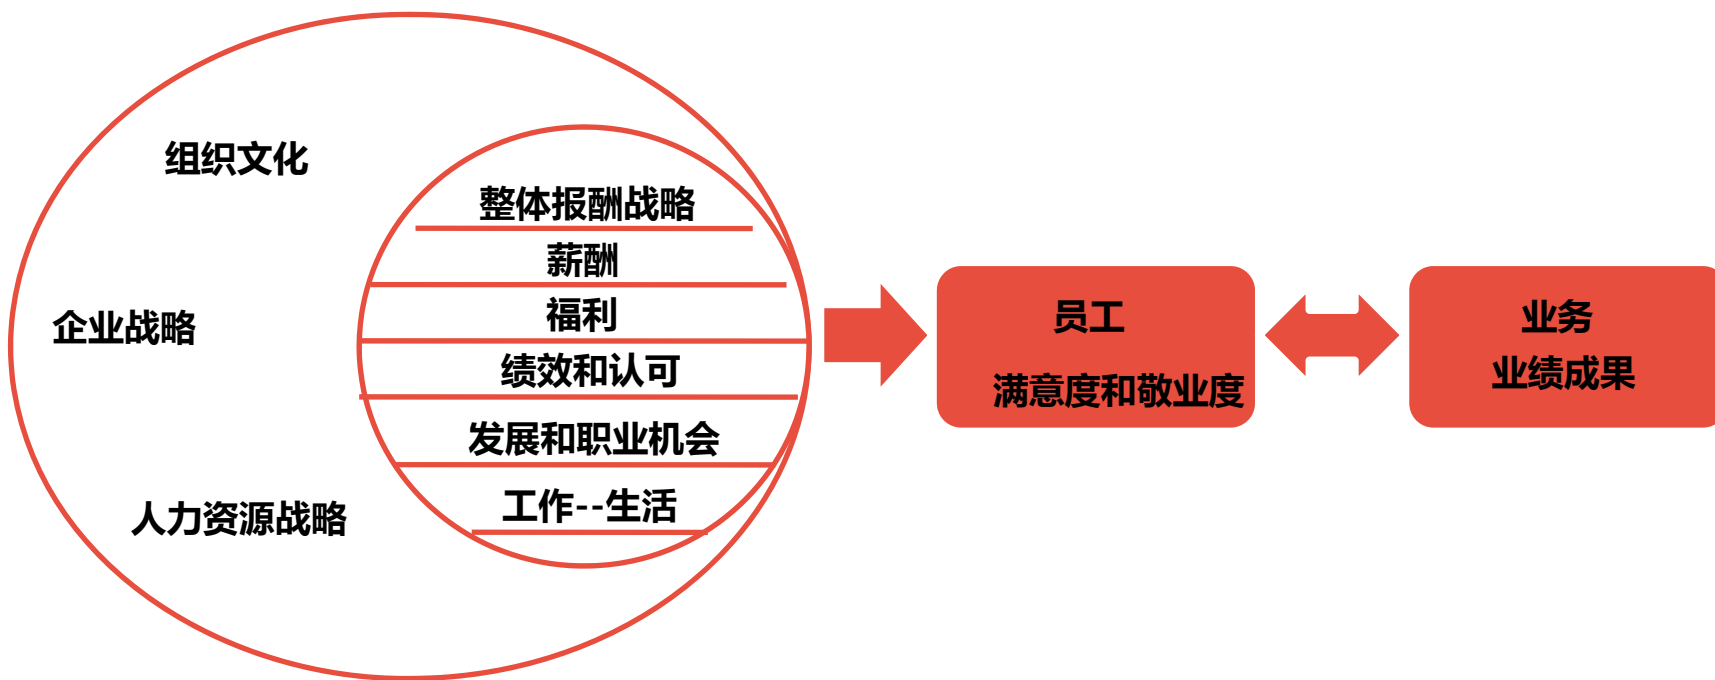 组织文化
企业战略
人力资源战略
整体报酬战略
薪酬
福利
绩效和认可
发展和职业机会
工作--生活
员工
满意度和敬业度
业务
业绩成果